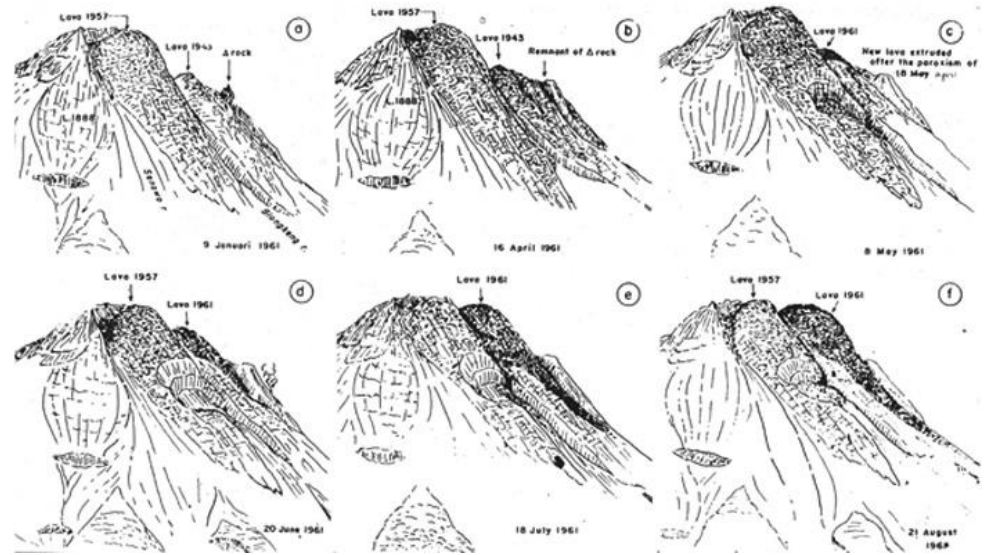 Lava 1957
a
Lava 1943
Δ rock
L.1888
Senowo r
9 Januari 1961
Lava 1957
b
Lava 1943
Remnant of Δ rock
L.1888
16 April 1961
c
Lava 1961
New lava extruded
after the paroxism of
18 May April
8 May 1961
Lava 1957
d
Lava 1961
20 June 1961
Lava 1961
e
18 July 1961
Lava 1957
f
Lava 1961
21 August